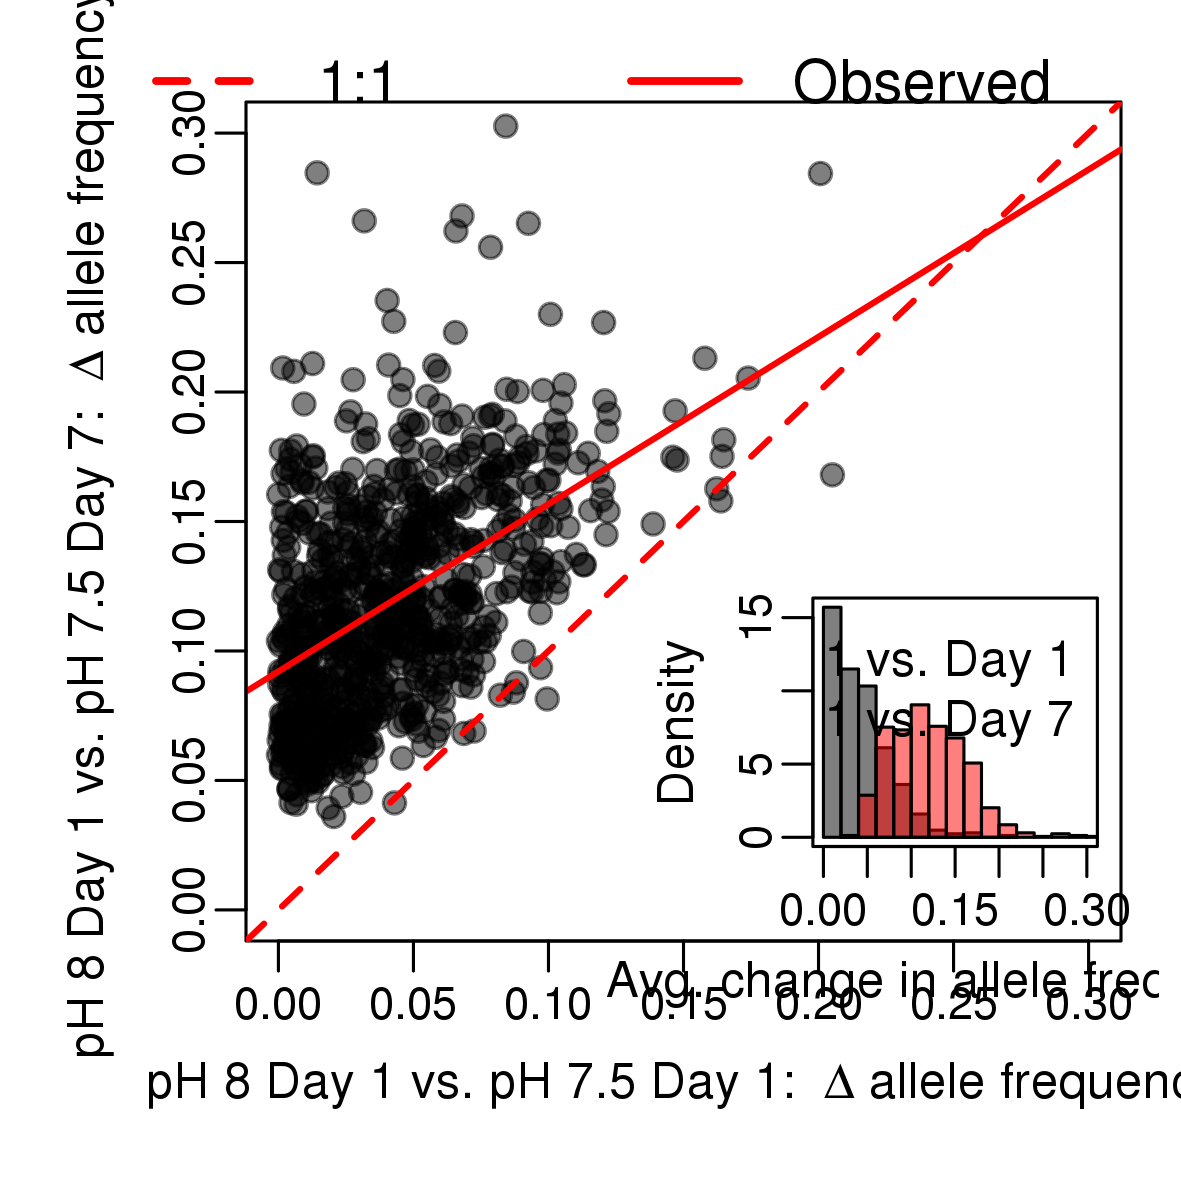 1:1 Observed
pH 8 Day 1 vs. pH 7.5 Day 7: Δ allele frequency
0.30
0.25
0.20
0.15
0.10
0.05
0.00
1 vs. Day 1
1 vs. Day 7
Density
15
5
0
0.00 0.15 0.30
Avg. change in allele frec
0.00 0.05 0.10 0.15 0.20 0.25 0.30
pH 8 Day 1 vs. pH 7.5 Day 1: Δ allele frequenc